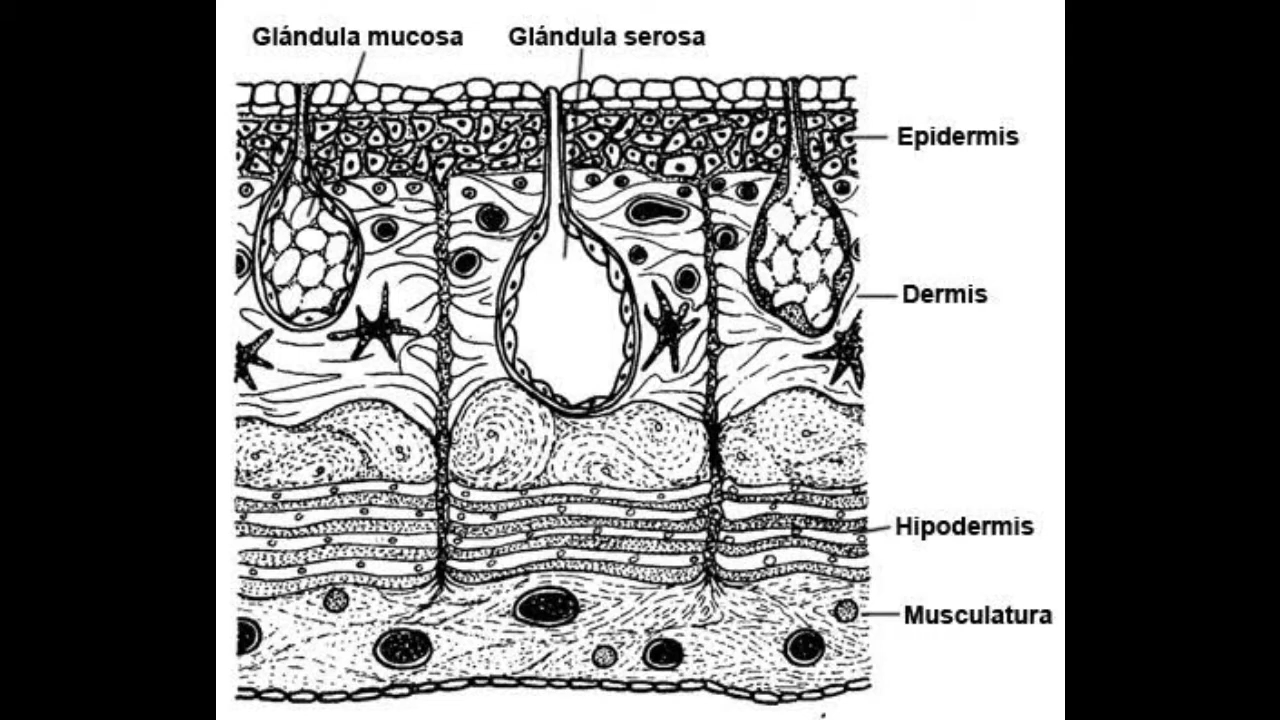 Glándula mucosa
Glándula serosa
Epidermis
Dermis
Hipodermis
Musculatura